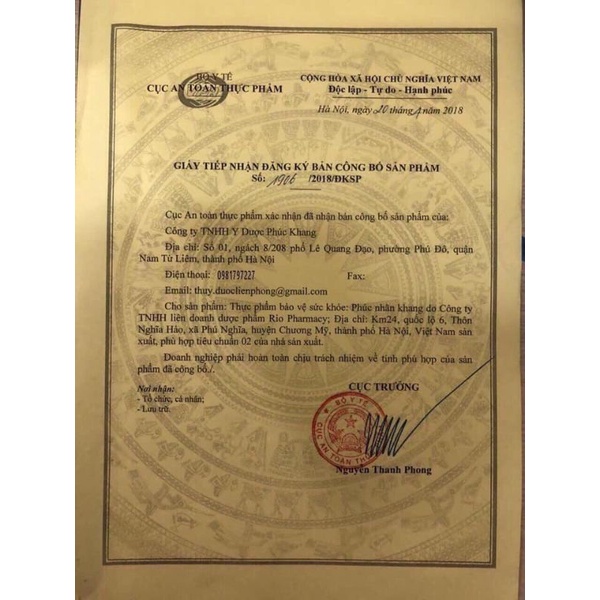 BỘ Y TẾ
CỤC AN TOÀN THỰC PHẨM
CỘNG HÒA XÃ HỘI CHỦ NGHĨA VIỆT NAM
Độc lập - Tự do - Hạnh phúc
Hà Nội, ngày 20 tháng 4 năm 2018
GIẤY TIẾP NHẬN ĐĂNG KÝ BẢN CÔNG BỐ SẢN PHẨM
Số: 1906 /2018/ĐKSP
Cục An toàn thực phẩm xác nhận đã nhận bản công bố sản phẩm của:
Công ty TNHH Y Dược Phúc Khang
Địa chỉ: Số 01, ngách 8/208 phố Lê Quang Đạo, phường Phú Đô, quận
Nam Từ Liêm, thành phố Hà Nội
Điện thoại: 0981797227 Fax:
Email: thuy.duoclienphong@gmail.com
Cho sản phẩm: Thực phẩm bảo vệ sức khỏe: Phúc nhãn khang do Công
ty TNHH liên doanh dược phẩm Rio Pharmacy; Địa chỉ: Km24, quốc lộ 6, Thôn
Nghĩa Hảo, xã Phú Nghĩa, huyện Chương Mỹ, thành phố Hà Nội, Việt Nam sản
xuất, phù hợp tiêu chuẩn 02 của nhà sản xuất.
Doanh nghiệp phải hoàn toàn chịu trách nhiệm về tính phù hợp của sản
phẩm đã công bố./.
Nơi nhận:
- Tổ chức, cá nhân;
- Lưu trữ.
CỤC TRƯỞNG
BỘ Y TẾ
CỤC AN TOÀN
Nguyễn Thanh Phong